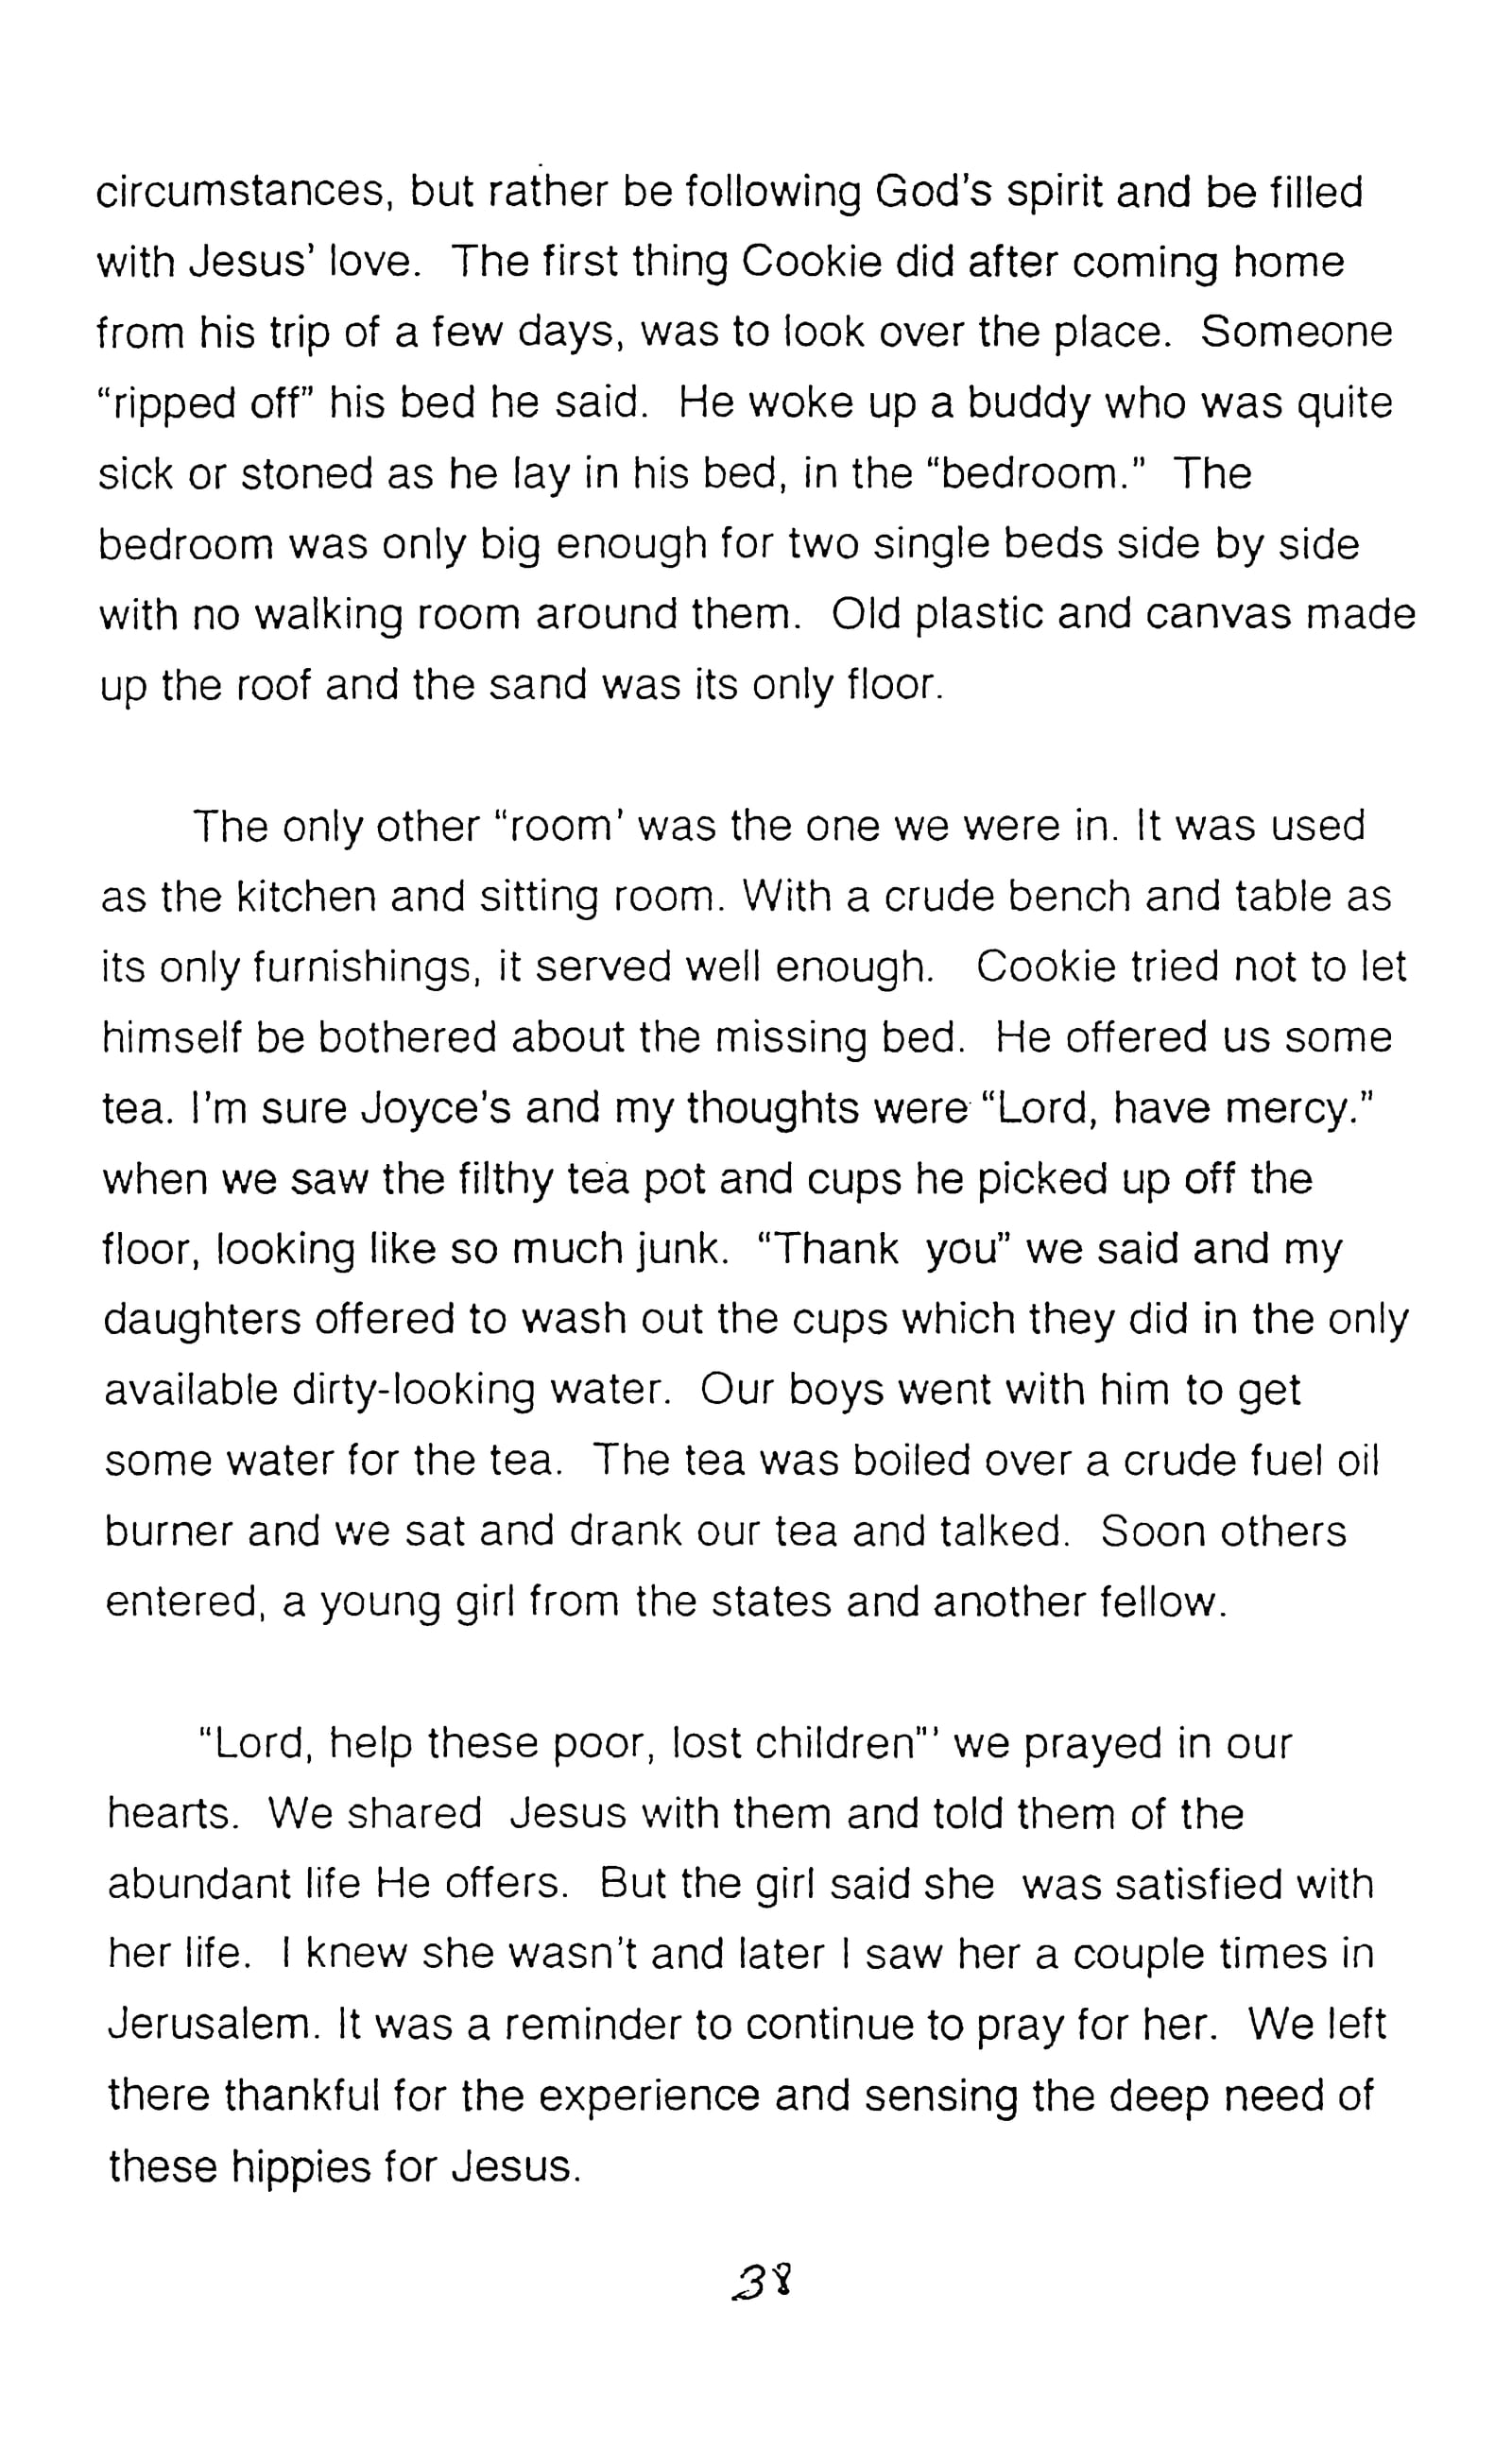 circumstances, but rather be following God's spirit and be filled
with Jesus' love.  The first thing Cookie did after coming home
from his trip of a few days, was to look over the place.  Someone
“ripped off” his bed he said.  He woke up a buddy who was quite
sick or stoned as he lay in his bed, in the “bedroom.”  The
bedroom was only big enough for two single beds side by side
with no walking room around them.  Old plastic and canvas made
up the roof and the sand was its only floor.
The only other “room’ was the one we were in. It was used
as the kitchen and sitting room. With a crude bench and table as
its only furnishings, it served well enough.   Cookie tried not to let
himself be bothered about the missing bed.  He offered us some
tea. I'm sure Joyce's and my thoughts were “Lord, have mercy.”
when we saw the filthy tea pot and cups he picked up off the
floor, looking like so much junk.  “Thank  you” we said and my
daughters offered to wash out the cups which they did in the only
available dirty-looking water.  Our boys went with him to get
some water for the tea.  The tea was boiled over a crude fuel oil
burner and we sat and drank our tea and talked.  Soon others
entered, a young girl from the states and another fellow.
“Lord, help these poor, lost children”’ we prayed in our
hearts.  We shared  Jesus with them and told them of the
abundant life He offers.  But the girl said she  was satisfied with
her life.  I knew she wasn't and later I saw her a couple times in
Jerusalem. It was a reminder to continue to pray for her.  We left
there thankful for the experience and sensing the deep need of
these hippies for Jesus.
38